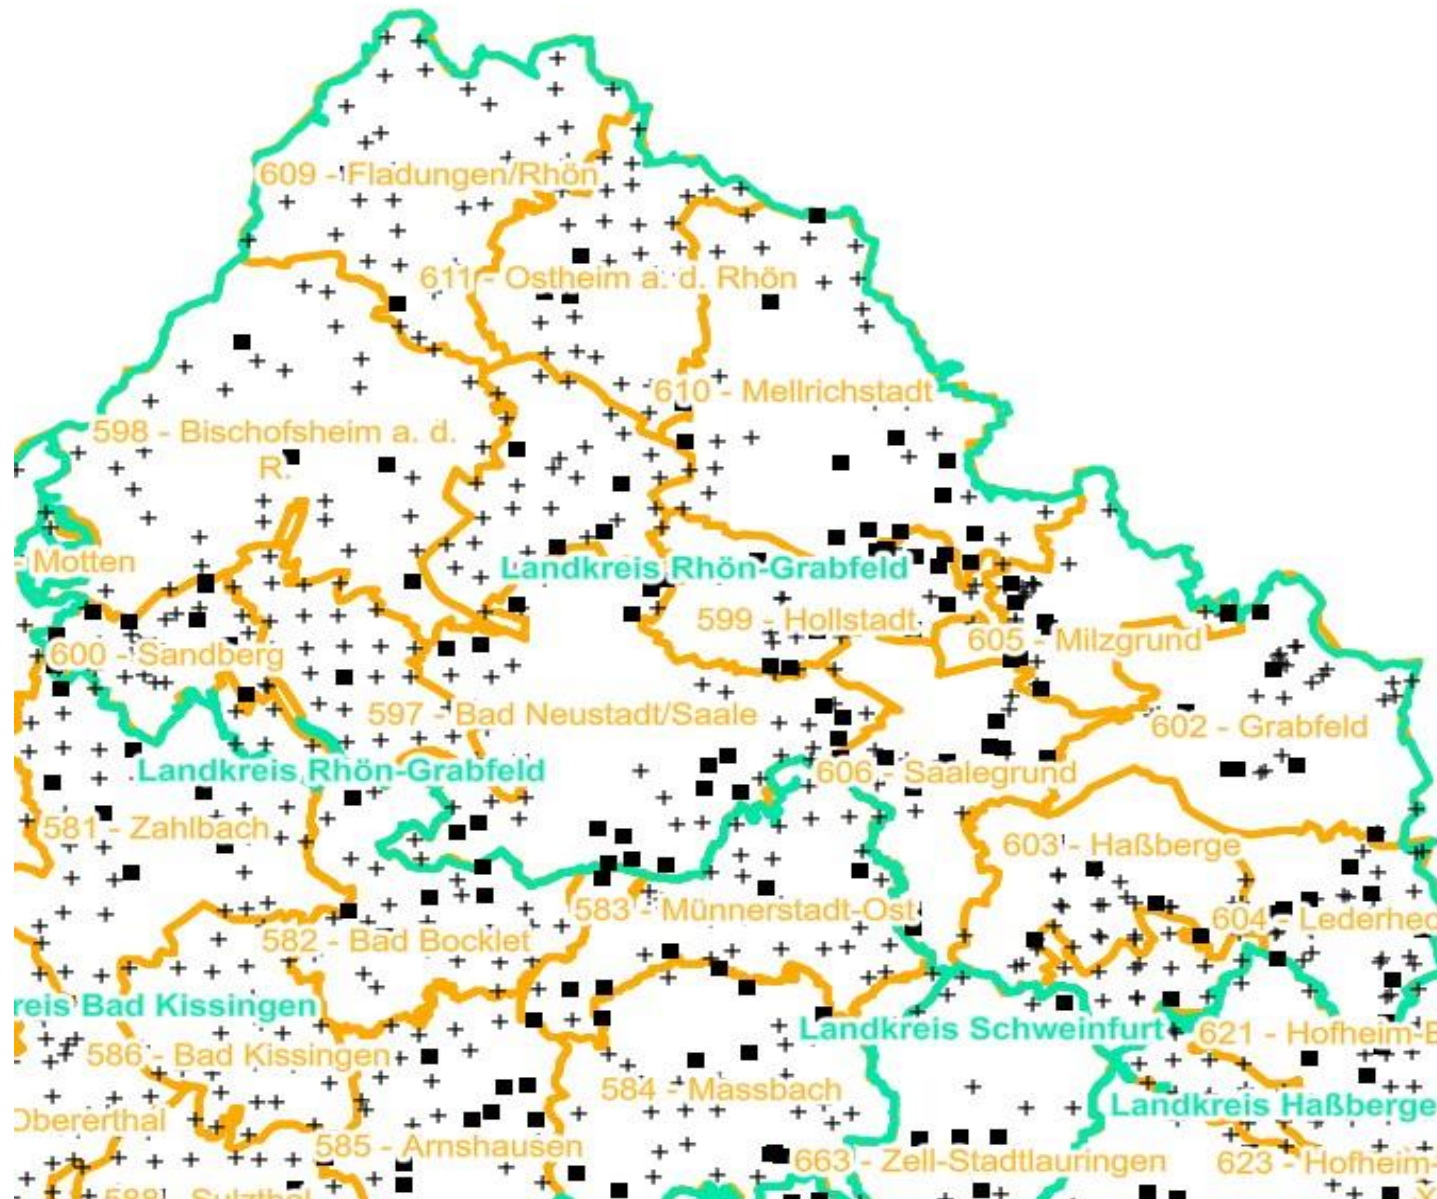 609 - Fladungen/Rhön
611 - Ostheim a. d. Rhön
610 - Mellrichstadt
598 - Bischofsheim a. d.
R.
- Motten
Landkreis Rhön-Grabfeld
599 - Hollstadt
605 - Milzgrund
600 - Sandberg
597 - Bad Neustadt/Saale
602 - Grabfeld
Landkreis Rhön-Grabfeld
606 - Saalegrund
581 - Zahlbach
603 - Haßberge
583 - Münnerstadt-Ost
604 - Lederhec
582 - Bad Bocklet
reis Bad Kissingen
Landkreis Schweinfurt
621 - Hofheim-E
586 - Bad Kissingen
584 - Massbach
Landkreis Haßberge
Obererthal
585 - Arnshausen
663 - Zell-Stadtlauringen
623 - Hofheim-
588 - Sulzthal